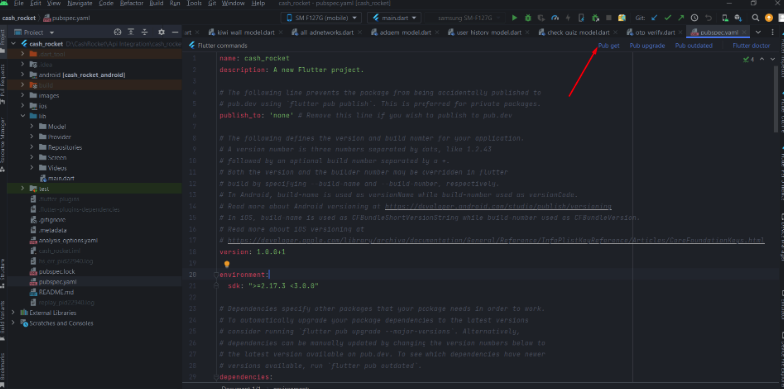 File Edit View Navigate Code Refactor Build Run Tools Git Window Help cash_rocket - pubspec.yaml [cash_rocket]
cash_rocket pubspec.yaml
SM F127G (mobile) main.dart samsung SM-F127G Git:
Project
kiwi wall model.dart all adnetworks.dart adoem model.dart user history model.dart check quiz model.dart otp verify.dart pubspec.yaml
cash_rocket
android [cash_rocket_android]
images
ios
lib
Model
Provider
Repositories
Screen
Videos
main.dart
test
.gitignore
.metadata
analysis_options.yaml
pubspec.lock
pubspec.yaml
README.md
External Libraries
Scratches and Consoles
Flutter commands
Pub get Pub upgrade Pub outdated Flutter doctor
name: cash_rocket
description: A new Flutter project.
# The following line prevents the package from being accidentally published to
# pub.dev using `flutter pub publish`. This is preferred for private packages.
publish_to: 'none' # Remove this line if you wish to publish to pub.dev
# The following defines the version and build number for your application.
# A version number is three numbers separated by dots, like 1.2.43
# followed by an optional build number separated by a +.
# Both the version and the builder number may be overridden in flutter
# build by specifying --build-name and --build-number, respectively.
# In Android, build-name is used as versionName while build-number used as versionCode.
# Read more about Android versioning at https://developer.android.com/studio/publish/versioning
# In iOS, build-name is used as CFBundleShortVersionString while build-number used as CFBundleVersion.
# Read more about iOS versioning at
# https://developer.apple.com/library/archive/documentation/General/Reference/InfoPlistKeyReference/Articles/CoreFoundationKeys.html
version: 1.0.0+1
environment:
sdk: ">=2.17.3 <3.0.0"
# Dependencies specify other packages that your package needs in order to work.
# To automatically upgrade your package dependencies to the latest versions
# consider running `flutter pub upgrade --major-versions`. Alternatively,
# dependencies can be manually updated by changing the version numbers below to
# the latest version available on pub.dev. To see which dependencies have newer
# versions available, run `flutter pub outdated`.
dependencies: